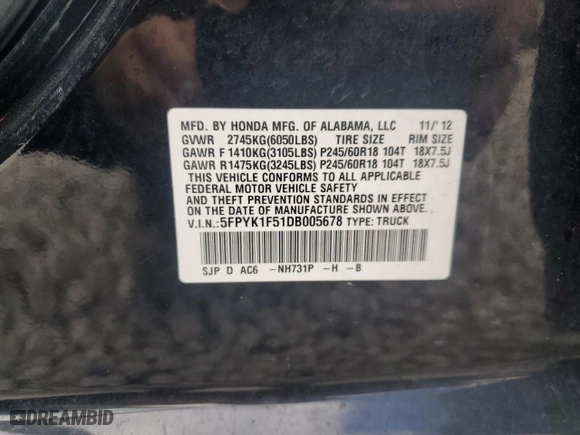 MFD. BY HONDA MFG. OF ALABAMA, LLC 11/'12
GVWR 2745KG(6050LBS) TIRE SIZE RIM SIZE
GAWR F 1410KG(3105LBS) P245/60R18 104T 18X7.5J
GAWR R 1475KG(3245LBS) P245/60R18 104T 18X7.5J
THIS VEHICLE CONFORMS TO ALL APPLICABLE
FEDERAL MOTOR VEHICLE SAFETY
AND THEFT PREVENTION STANDARDS IN EFFECT
ON THE DATE OF MANUFACTURE SHOWN ABOVE.
V.I.N.: 5FPYK1F51DB005678 TYPE: TRUCK
SJP D AC6 -NH731P -H -B
DREAMBID